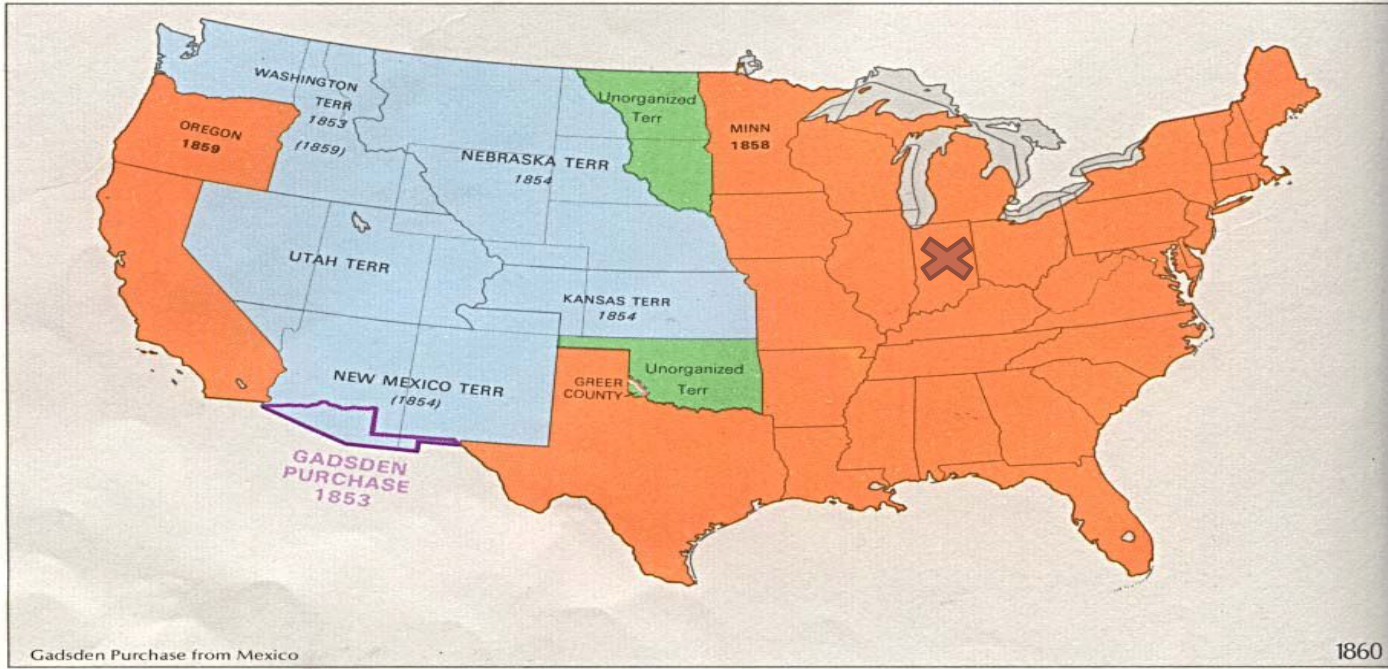 WASHINGTON
TERR
1853
(1859)
OREGON
1859
NEBRASKA TERR
1854
Unorganized
Terr
MINN
1858
UTAH TERR
KANSAS TERR
1854
NEW MEXICO TERR
(1854)
GREER
COUNTY
Unorganized
Terr
GADSDEN
PURCHASE
1853
Gadsden Purchase from Mexico
1860